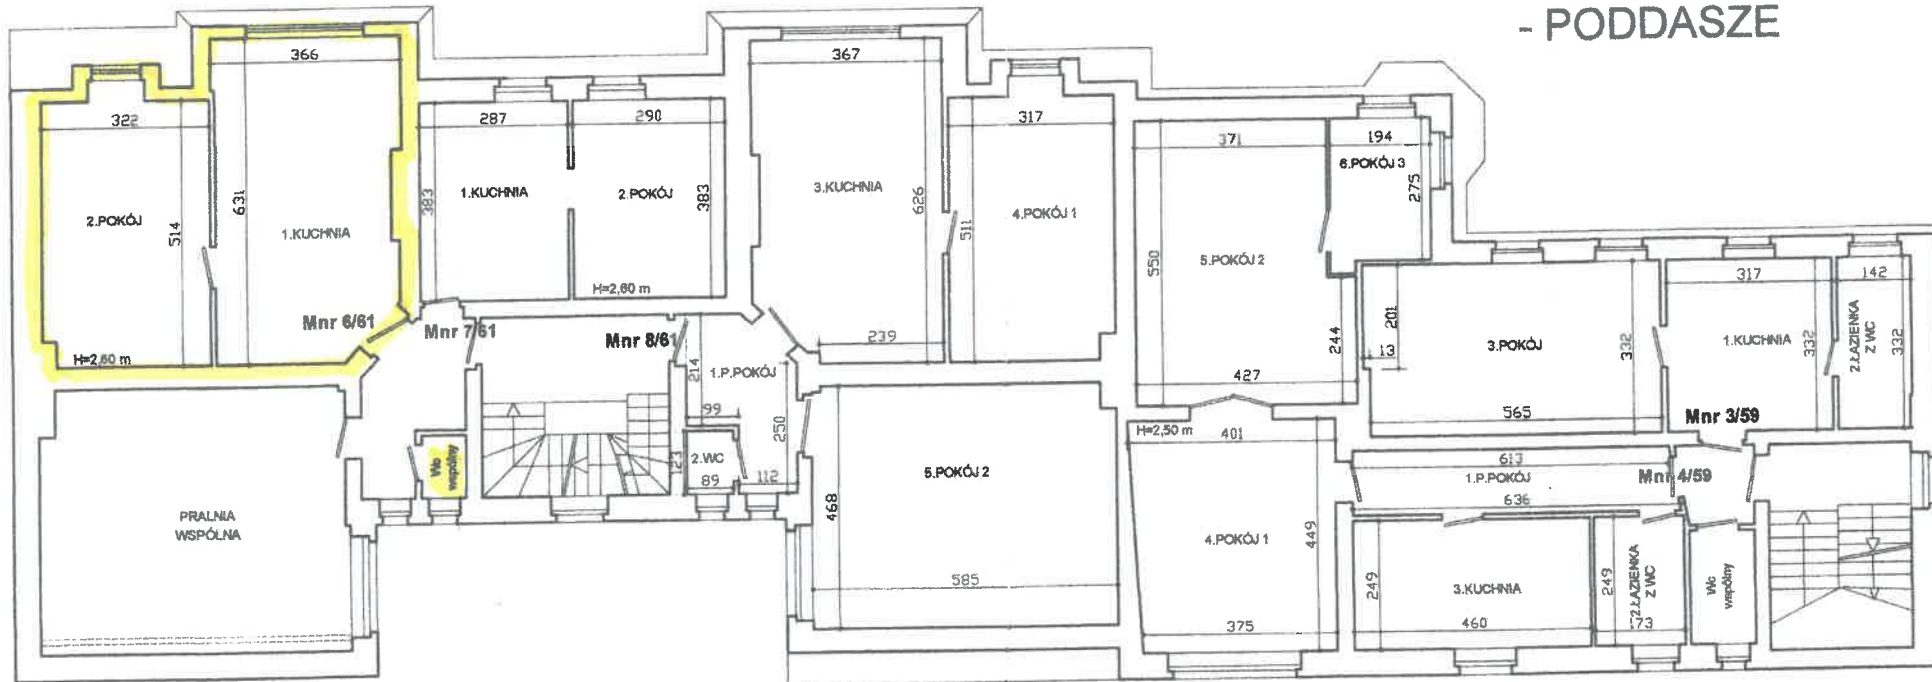 - PODDASZE
366
322
631
514
2.POKÓJ
1.KUCHNIA
Mnr 6/61
H=2,60 m
287
290
383
1.KUCHNIA
2.POKÓJ
383
H=2,60 m
Mnr 7/61
Mnr 8/61
367
317
3.KUCHNIA
626
511
4.POKÓJ 1
239
214
1.P.POKÓJ
99
250
123
2.WC
89
112
Wc
wspólny
PRALNIA
WSPÓLNA
468
5.POKÓJ 2
585
371
194
6.POKÓJ 3
275
550
5.POKÓJ 2
244
427
201
13
3.POKÓJ
332
565
317
142
1.KUCHNIA
332
2.ŁAZIENKA
Z WC
332
Mnr 3/59
H=2,50 m
401
4.POKÓJ 1
449
375
613
1.P.POKÓJ
636
Mnr 4/59
249
3.KUCHNIA
460
249
2.ŁAZIENKA
Z WC
173
Wc
wspólny